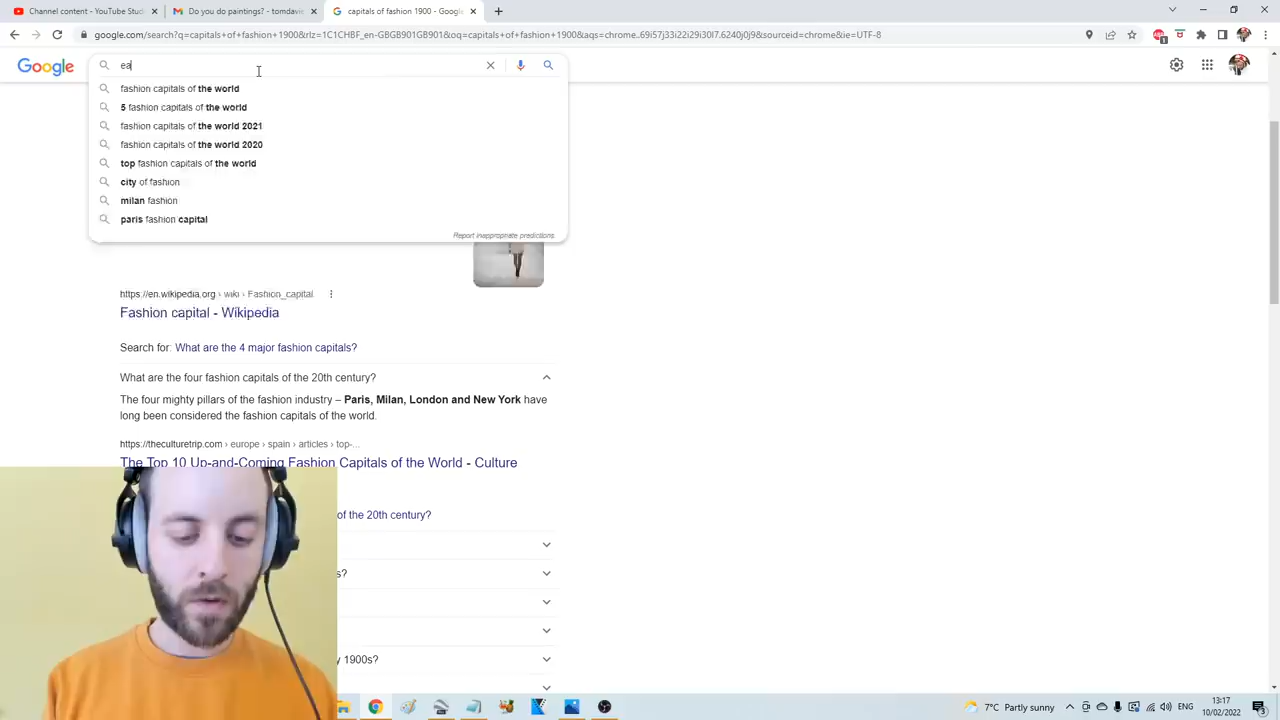 Channel content - YouTube Stud
Do you do paintings? - tomdavis
capitals of fashion 1900 - Google
google.com/search?q=capitals+of+fashion+1900&rlz=1C1CHBF_en-GBGB901GB901&oq=capitals+of+fashion+1900&aqs=chrome..69i57j33i22i29i30l7.6240j0j9&sourceid=chrome&ie=UTF-8
Google
ea
fashion capitals of the world
5 fashion capitals of the world
fashion capitals of the world 2021
fashion capitals of the world 2020
top fashion capitals of the world
city of fashion
milan fashion
paris fashion capital
Report inappropriate predictions
https://en.wikipedia.org › wiki › Fashion_capital
Fashion capital - Wikipedia
Search for: What are the 4 major fashion capitals?
What are the four fashion capitals of the 20th century?
The four mighty pillars of the fashion industry – Paris, Milan, London and New York have
long been considered the fashion capitals of the world.
https://theculturetrip.com › europe › spain › articles › top-...
The Top 10 Up-and-Coming Fashion Capitals of the World - Culture
of the 20th century?
s?
y 1900s?
7°C Partly sunny
13:17
10/02/2022